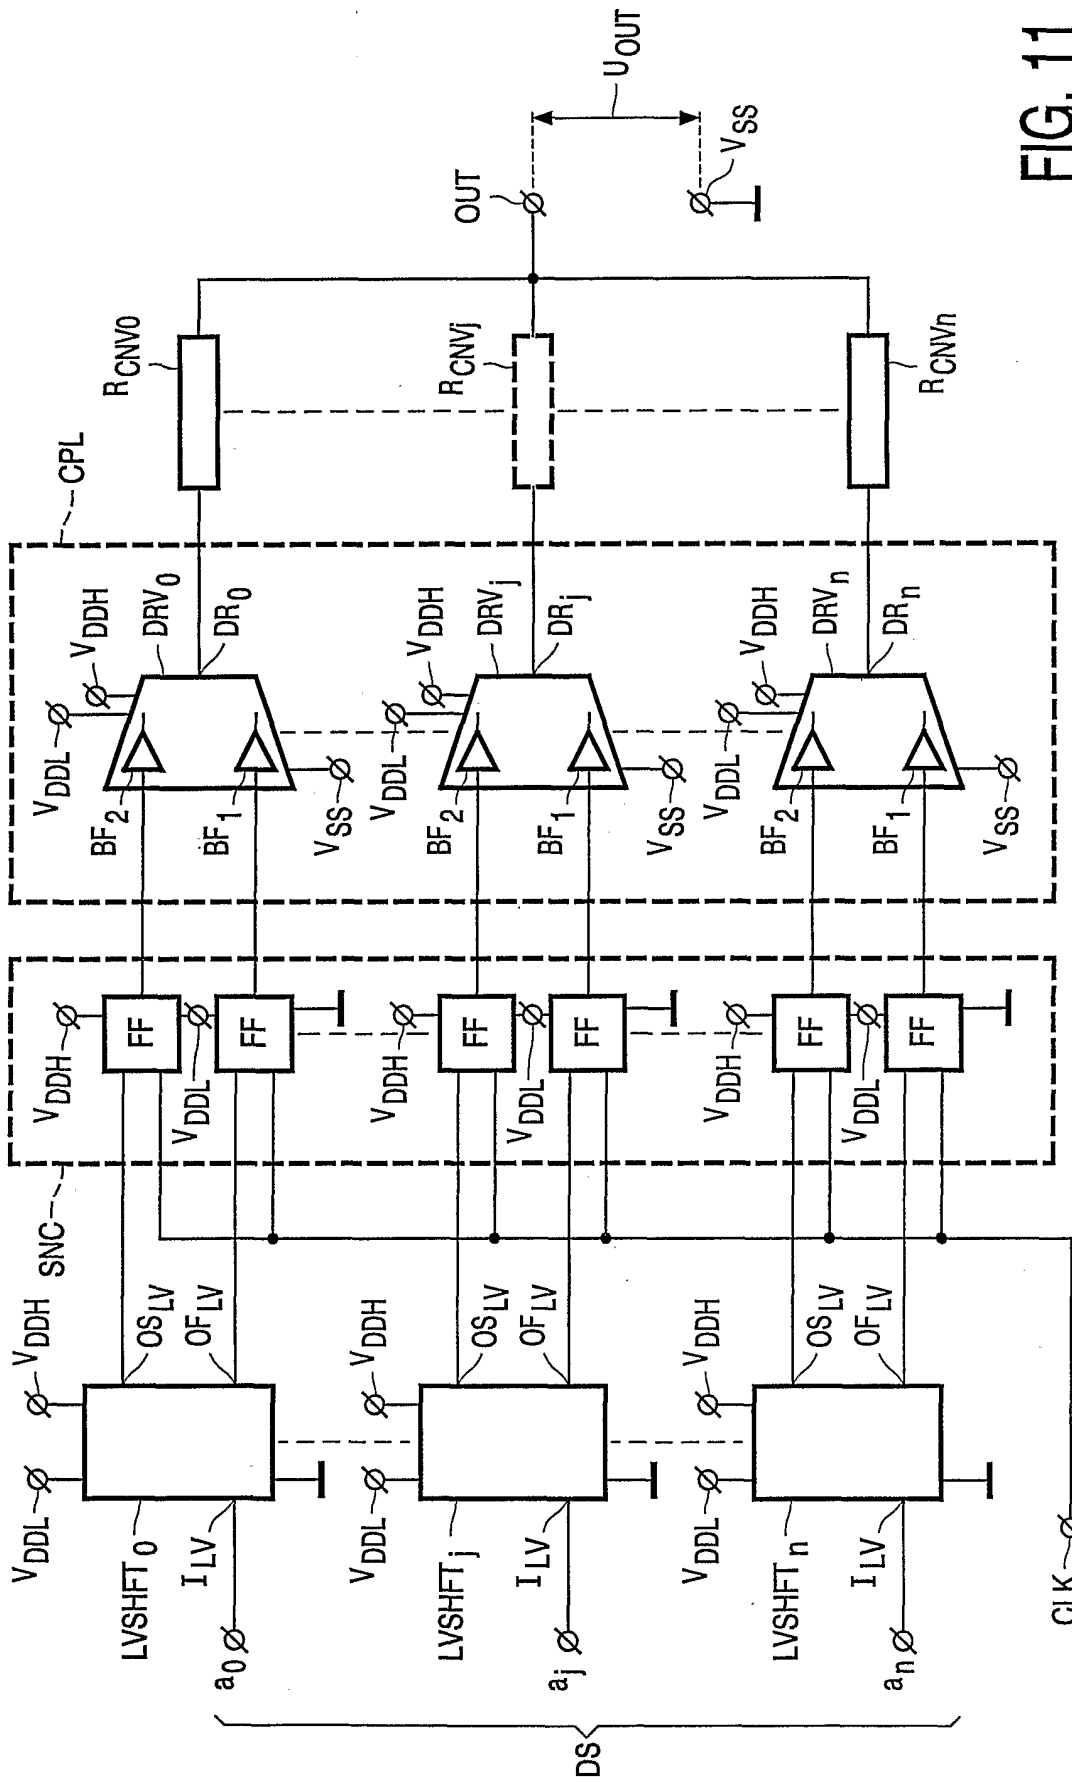 V_DDL V_DDH
LVSHFT_0
I_LV
a_0
OS_LV
OF_LV
SNC
V_DDH
FF
V_DDL
FF
CPL
V_DDL V_DDH
BF_2
DRV_0
DR_0
BF_1
V_SS
R_CNV0
V_DDL V_DDH
LVSHFT_j
I_LV
a_j
OS_LV
OF_LV
V_DDH
FF
V_DDL
FF
V_DDL V_DDH
BF_2
DRV_j
DR_j
BF_1
V_SS
R_CNVj
OUT
U_OUT
V_SS
V_DDL V_DDH
LVSHFT_n
I_LV
a_n
OS_LV
OF_LV
V_DDH
FF
V_DDL
FF
V_DDL V_DDH
BF_2
DRV_n
DR_n
BF_1
V_SS
R_CNVn
DS
CLK
FIG. 11